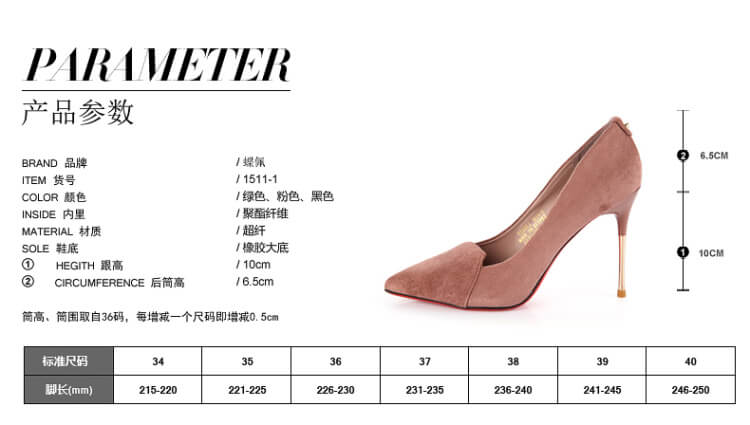 PARAMETER
产品参数
BRAND 品牌 / 蝶佩
ITEM 货号 / 1511-1
COLOR 颜色 / 绿色、粉色、黑色
INSIDE 内里 / 聚酯纤维
MATERIAL 材质 / 超纤
SOLE 鞋底 / 橡胶大底
① HEGITH 跟高 / 10cm
② CIRCUMFERENCE 后筒高 / 6.5cm
筒高、筒围取自36码，每增减一个尺码即增减0.5cm
❷ 6.5CM
❶ 10CM
标准尺码 34 35 36 37 38 39 40
脚长(mm) 215-220 221-225 226-230 231-235 236-240 241-245 246-250